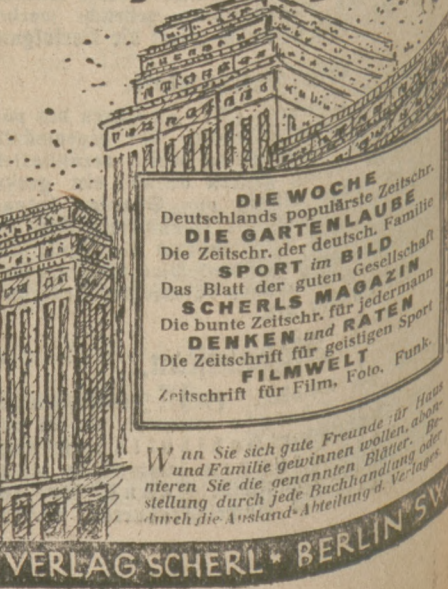 DIE WOCHE
Deutschlands populärste Zeitschr.
DIE GARTENLAUBE
Die Zeitschr. der deutsch. Familie
SPORT im BILD
Das Blatt der guten Gesellschaft
SCHERLS MAGAZIN
Die bunte Zeitschr. für jedermann
DENKEN und RATEN
Die Zeitschrift für geistigen Sport
FILMWELT
Zeitschrift für Film, Foto, Funk.
W nn Sie sich gute Freunde für Haus
und Familie gewinnen wollen, abon-
nieren Sie die genannten Blätter. Be-
stellung durch jede Buchhandlung oder
durch die Ausland-Abteilung d. Verlages.
VERLAG SCHERL * BERLIN SW